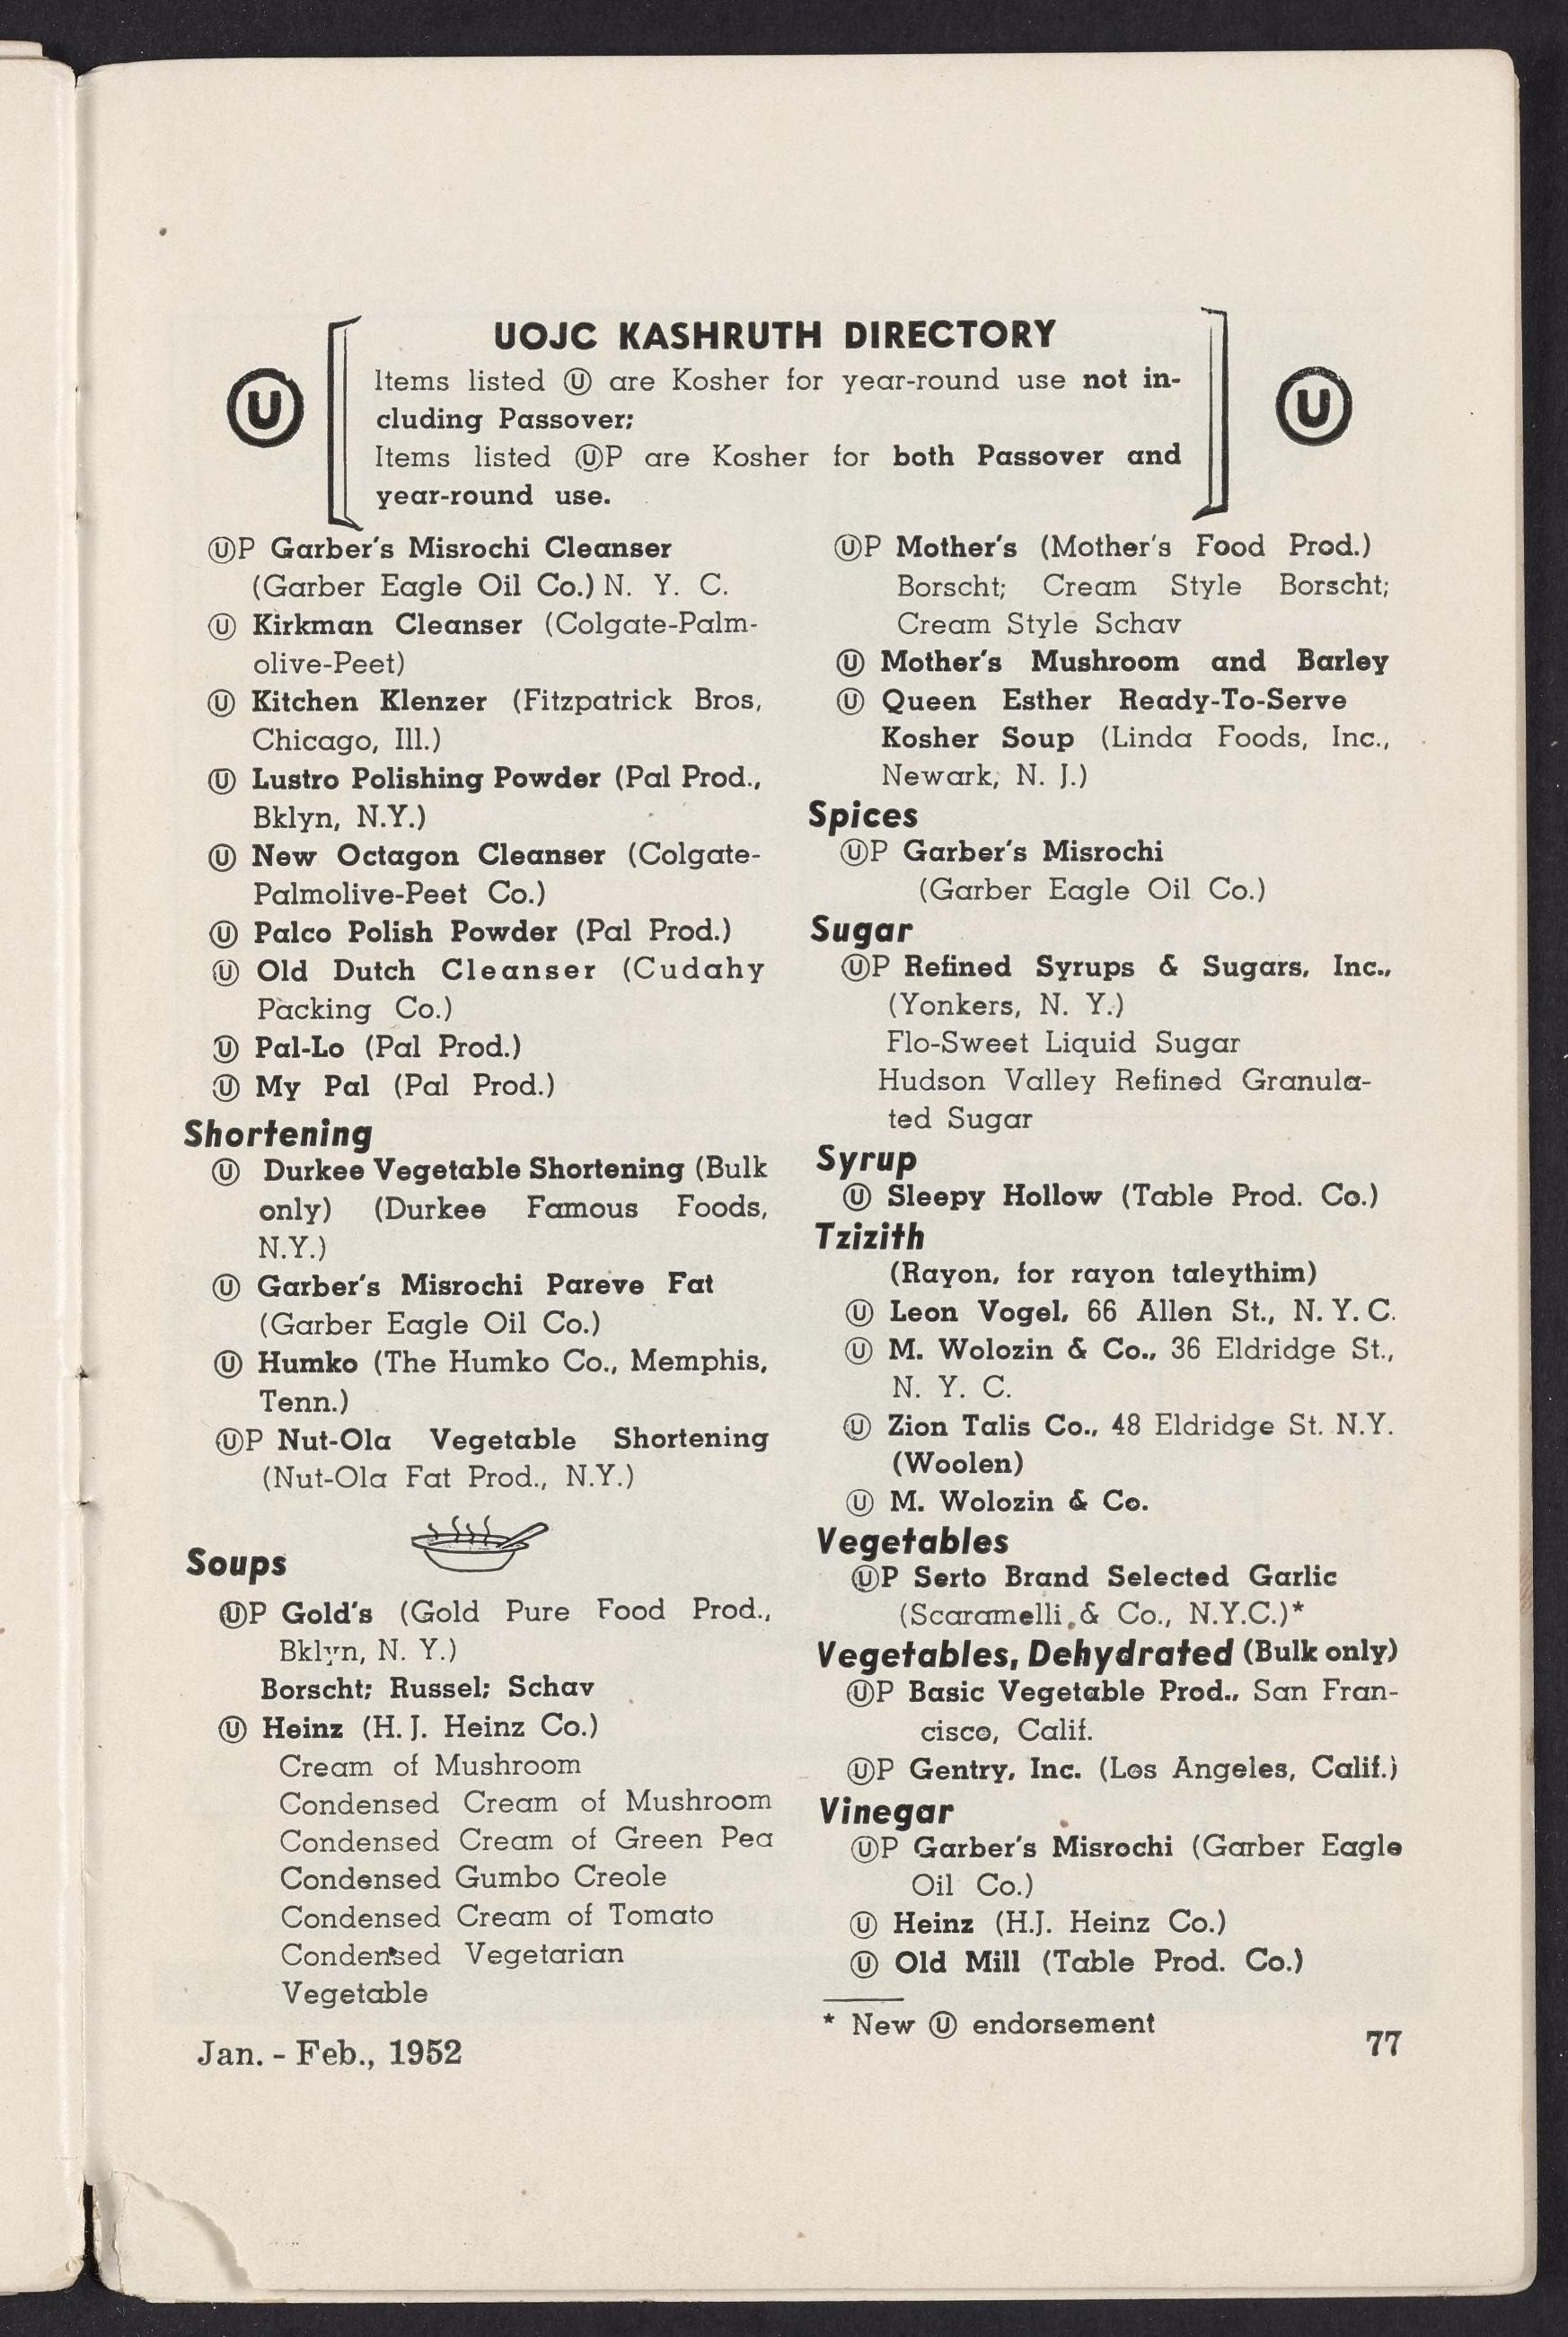 UOJC KASHRUTH DIRECTORY
Items listed Ⓤ are Kosher for year-round use not in-
cluding Passover;
Items listed ⓊP are Kosher for both Passover and
year-round use.
Ⓤ
Ⓤ
ⓊP Garber's Misrochi Cleanser
(Garber Eagle Oil Co.) N. Y. C.
Ⓤ Kirkman Cleanser (Colgate-Palm-
olive-Peet)
Ⓤ Kitchen Klenzer (Fitzpatrick Bros,
Chicago, Ill.)
Ⓤ Lustro Polishing Powder (Pal Prod.,
Bklyn, N.Y.)
Ⓤ New Octagon Cleanser (Colgate-
Palmolive-Peet Co.)
Ⓤ Palco Polish Powder (Pal Prod.)
Ⓤ Old Dutch Cleanser (Cudahy
Packing Co.)
Ⓤ Pal-Lo (Pal Prod.)
Ⓤ My Pal (Pal Prod.)
Shortening
Ⓤ Durkee Vegetable Shortening (Bulk
only) (Durkee Famous Foods,
N.Y.)
Ⓤ Garber's Misrochi Pareve Fat
(Garber Eagle Oil Co.)
Ⓤ Humko (The Humko Co., Memphis,
Tenn.)
ⓊP Nut-Ola Vegetable Shortening
(Nut-Ola Fat Prod., N.Y.)
Soups
ⓊP Gold's (Gold Pure Food Prod.,
Bklyn, N. Y.)
Borscht; Russel; Schav
Ⓤ Heinz (H. J. Heinz Co.)
Cream of Mushroom
Condensed Cream of Mushroom
Condensed Cream of Green Pea
Condensed Gumbo Creole
Condensed Cream of Tomato
Condensed Vegetarian
Vegetable
ⓊP Mother's (Mother's Food Prod.)
Borscht; Cream Style Borscht;
Cream Style Schav
Ⓤ Mother's Mushroom and Barley
Ⓤ Queen Esther Ready-To-Serve
Kosher Soup (Linda Foods, Inc.,
Newark, N. J.)
Spices
ⓊP Garber's Misrochi
(Garber Eagle Oil Co.)
Sugar
ⓊP Refined Syrups & Sugars, Inc.,
(Yonkers, N. Y.)
Flo-Sweet Liquid Sugar
Hudson Valley Refined Granula-
ted Sugar
Syrup
Ⓤ Sleepy Hollow (Table Prod. Co.)
Tzizith
(Rayon, for rayon taleythim)
Ⓤ Leon Vogel, 66 Allen St., N. Y. C.
Ⓤ M. Wolozin & Co., 36 Eldridge St.,
N. Y. C.
Ⓤ Zion Talis Co., 48 Eldridge St. N.Y.
(Woolen)
Ⓤ M. Wolozin & Co.
Vegetables
ⓊP Serto Brand Selected Garlic
(Scaramelli & Co., N.Y.C.)*
Vegetables, Dehydrated (Bulk only)
ⓊP Basic Vegetable Prod., San Fran-
cisco, Calif.
ⓊP Gentry, Inc. (Los Angeles, Calif.)
Vinegar
ⓊP Garber's Misrochi (Garber Eagle
Oil Co.)
Ⓤ Heinz (H.J. Heinz Co.)
Ⓤ Old Mill (Table Prod. Co.)
* New Ⓤ endorsement
Jan. - Feb., 1952
77